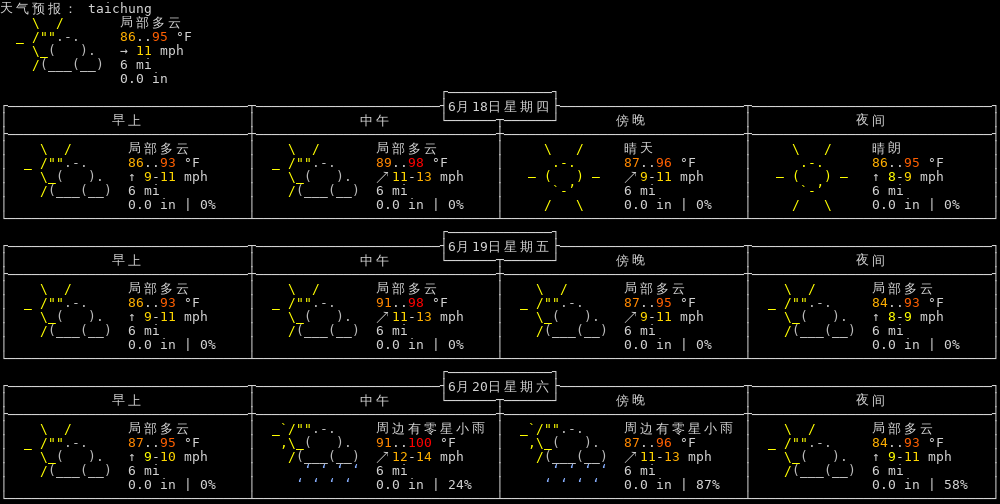 天气预报： taichung
局部多云
86..95 °F
→ 11 mph
6 mi
0.0 in
6月18日星期四
早上 中午 傍晚 夜间
局部多云 局部多云 晴天 晴朗
86..93 °F 89..98 °F 87..96 °F 86..95 °F
↑ 9-11 mph ↗ 11-13 mph ↗ 9-11 mph ↑ 8-9 mph
6 mi 6 mi 6 mi 6 mi
0.0 in | 0% 0.0 in | 0% 0.0 in | 0% 0.0 in | 0%
6月19日星期五
早上 中午 傍晚 夜间
局部多云 局部多云 局部多云 局部多云
86..93 °F 91..98 °F 87..95 °F 84..93 °F
↑ 9-11 mph ↗ 11-13 mph ↗ 9-11 mph ↑ 8-9 mph
6 mi 6 mi 6 mi 6 mi
0.0 in | 0% 0.0 in | 0% 0.0 in | 0% 0.0 in | 0%
6月20日星期六
早上 中午 傍晚 夜间
局部多云 周边有零星小雨 周边有零星小雨 局部多云
87..95 °F 91..100 °F 87..96 °F 84..93 °F
↑ 9-10 mph ↗ 12-14 mph ↗ 11-13 mph ↑ 9-11 mph
6 mi 6 mi 6 mi 6 mi
0.0 in | 0% 0.0 in | 24% 0.0 in | 87% 0.0 in | 58%